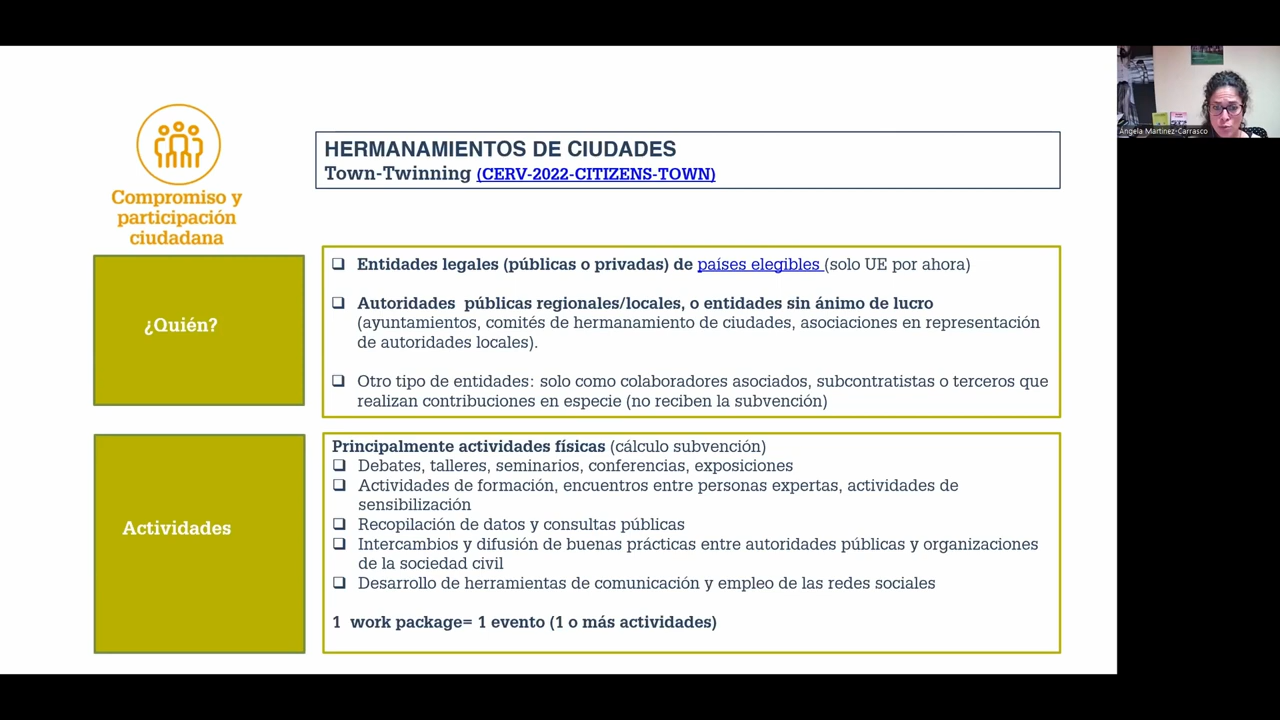 Compromiso y
participación
ciudadana
HERMANAMIENTOS DE CIUDADES
Town-Twinning (CERV-2022-CITIZENS-TOWN)
¿Quién?
❑ Entidades legales (públicas o privadas) de países elegibles (solo UE por ahora)
❑ Autoridades públicas regionales/locales, o entidades sin ánimo de lucro
(ayuntamientos, comités de hermanamiento de ciudades, asociaciones en representación
de autoridades locales).
❑ Otro tipo de entidades: solo como colaboradores asociados, subcontratistas o terceros que
realizan contribuciones en especie (no reciben la subvención)
Actividades
Principalmente actividades físicas (cálculo subvención)
❑ Debates, talleres, seminarios, conferencias, exposiciones
❑ Actividades de formación, encuentros entre personas expertas, actividades de
sensibilización
❑ Recopilación de datos y consultas públicas
❑ Intercambios y difusión de buenas prácticas entre autoridades públicas y organizaciones
de la sociedad civil
❑ Desarrollo de herramientas de comunicación y empleo de las redes sociales
1 work package= 1 evento (1 o más actividades)
Angela Martinez-Carrasco